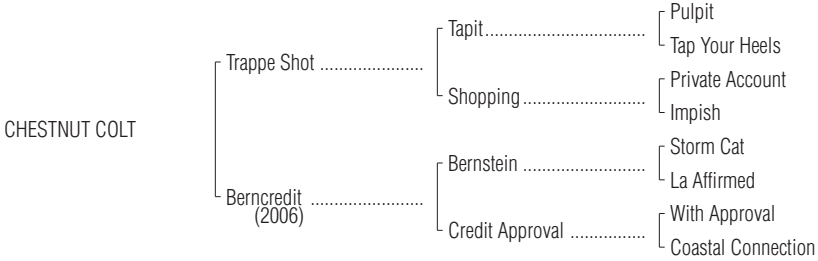 Pulpit
Tapit..................................
Tap Your Heels
Trappe Shot ......................
Private Account
Shopping..........................
Impish
CHESTNUT COLT
Storm Cat
Bernstein ..........................
La Affirmed
Berncredit ........................
(2006)
With Approval
Credit Approval ................
Coastal Connection